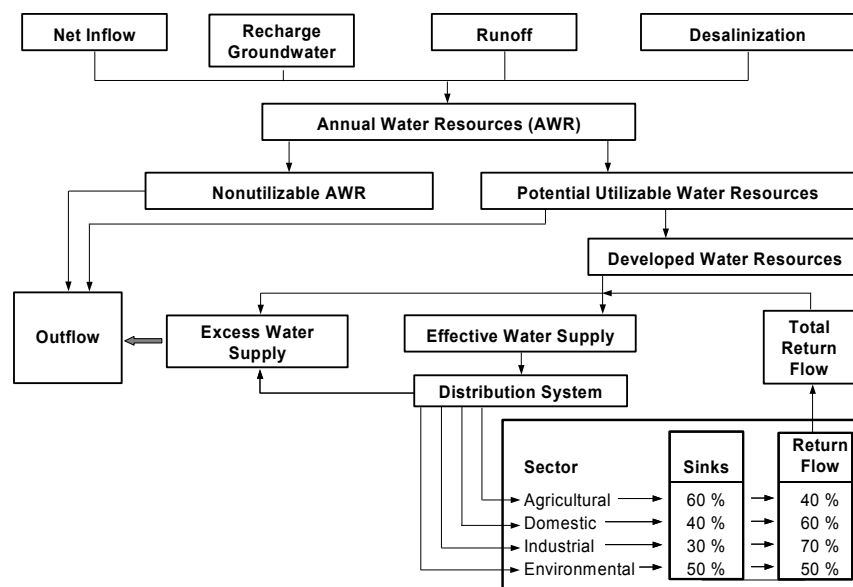 Net Inflow
Recharge
Groundwater
Runoff
Desalinization
Annual Water Resources (AWR)
Nonutilizable AWR
Potential Utilizable Water Resources
Developed Water Resources
Outflow
Excess Water
Supply
Effective Water Supply
Total
Return
Flow
Distribution System
Sector
Sinks
Return
Flow
Agricultural 60 % 40 %
Domestic 40 % 60 %
Industrial 30 % 70 %
Environmental 50 % 50 %